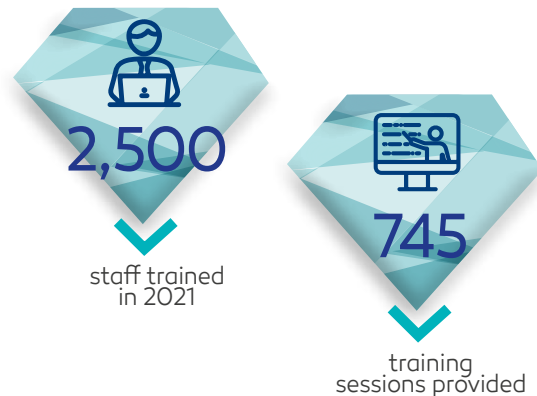 2,500
staff trained
in 2021
745
training
sessions provided